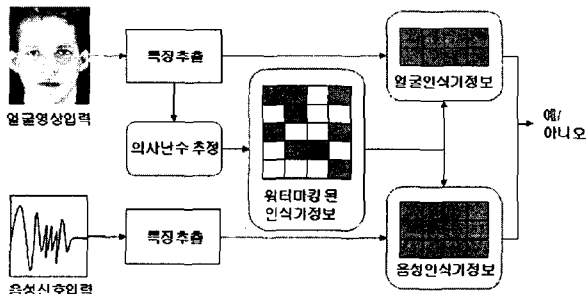 얼굴영상입력
특징추출
의사난수 추정
워터마킹 된
인식기정보
얼굴인식기정보
예/
아니오
음성신호입력
특징추출
음성인식기정보